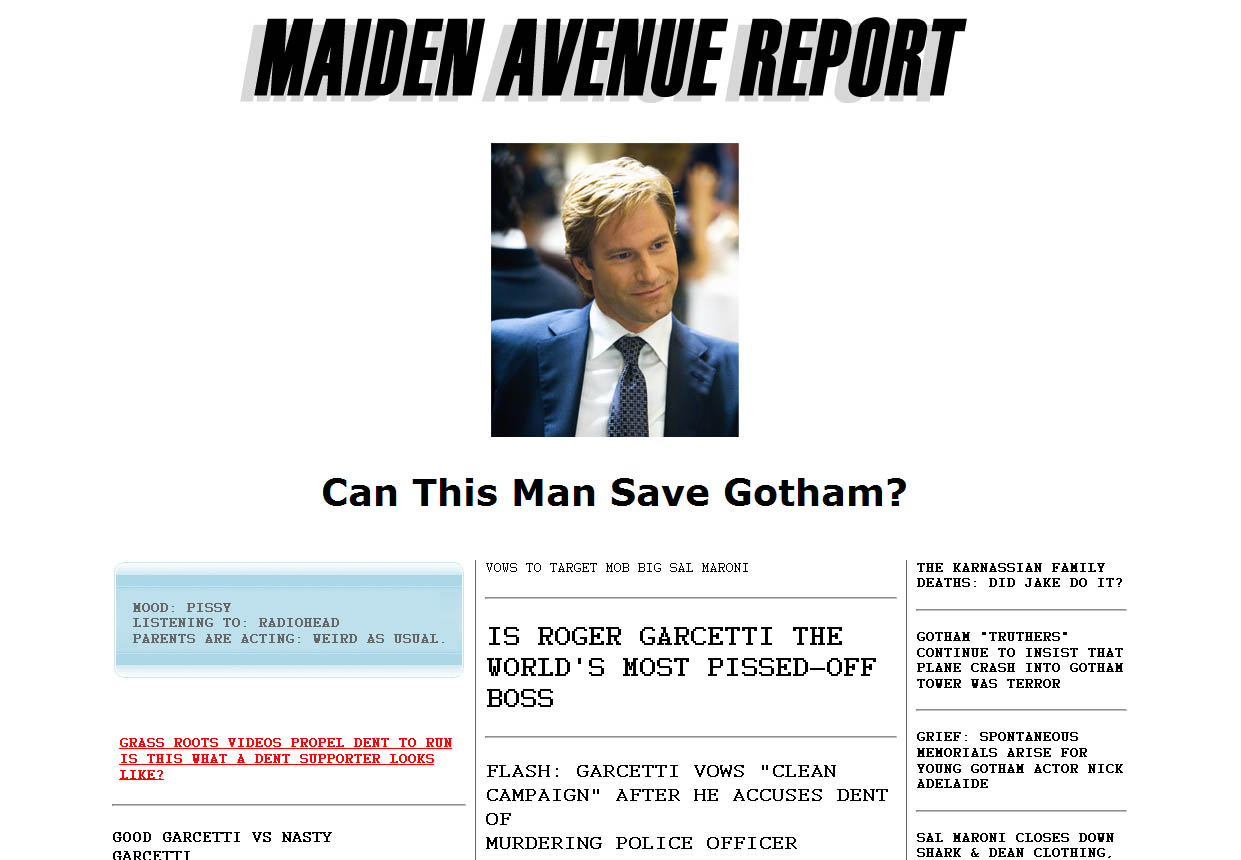 MAIDEN AVENUE REPORT
Can This Man Save Gotham?
MOOD: PISSY
LISTENING TO: RADIOHEAD
PARENTS ARE ACTING: WEIRD AS USUAL.
GRASS ROOTS VIDEOS PROPEL DENT TO RUN
IS THIS WHAT A DENT SUPPORTER LOOKS
LIKE?
GOOD GARCETTI VS NASTY
GARCETTI
VOWS TO TARGET MOB BIG SAL MARONI
IS ROGER GARCETTI THE
WORLD'S MOST PISSED-OFF
BOSS
FLASH: GARCETTI VOWS "CLEAN
CAMPAIGN" AFTER HE ACCUSES DENT
OF
MURDERING POLICE OFFICER
THE KARNASSIAN FAMILY
DEATHS: DID JAKE DO IT?
GOTHAM "TRUTHERS"
CONTINUE TO INSIST THAT
PLANE CRASH INTO GOTHAM
TOWER WAS TERROR
GRIEF: SPONTANEOUS
MEMORIALS ARISE FOR
YOUNG GOTHAM ACTOR NICK
ADELAIDE
SAL MARONI CLOSES DOWN
SHARK & DEAN CLOTHING,